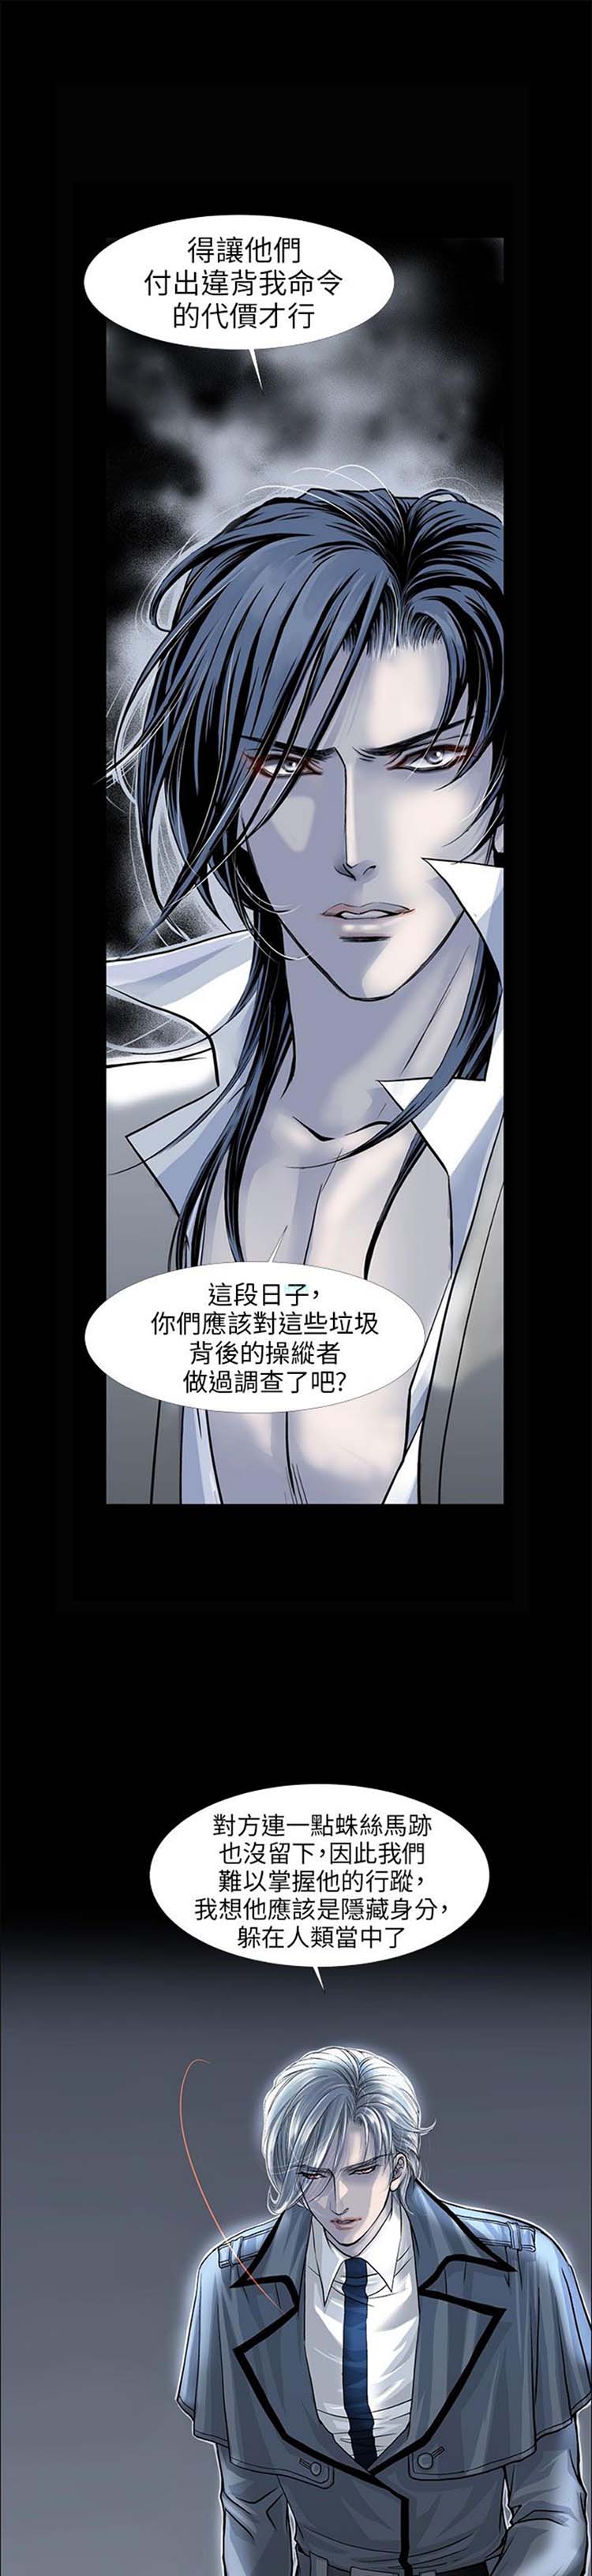 得讓他們
付出違背我命令
的代價才行
這段日子,
你們應該對這些垃圾
背後的操縱者
做過調查了吧?
對方連一點蛛絲馬跡
也沒留下,因此我們
難以掌握他的行蹤,
我想他應該是隱藏身分,
躲在人類當中了